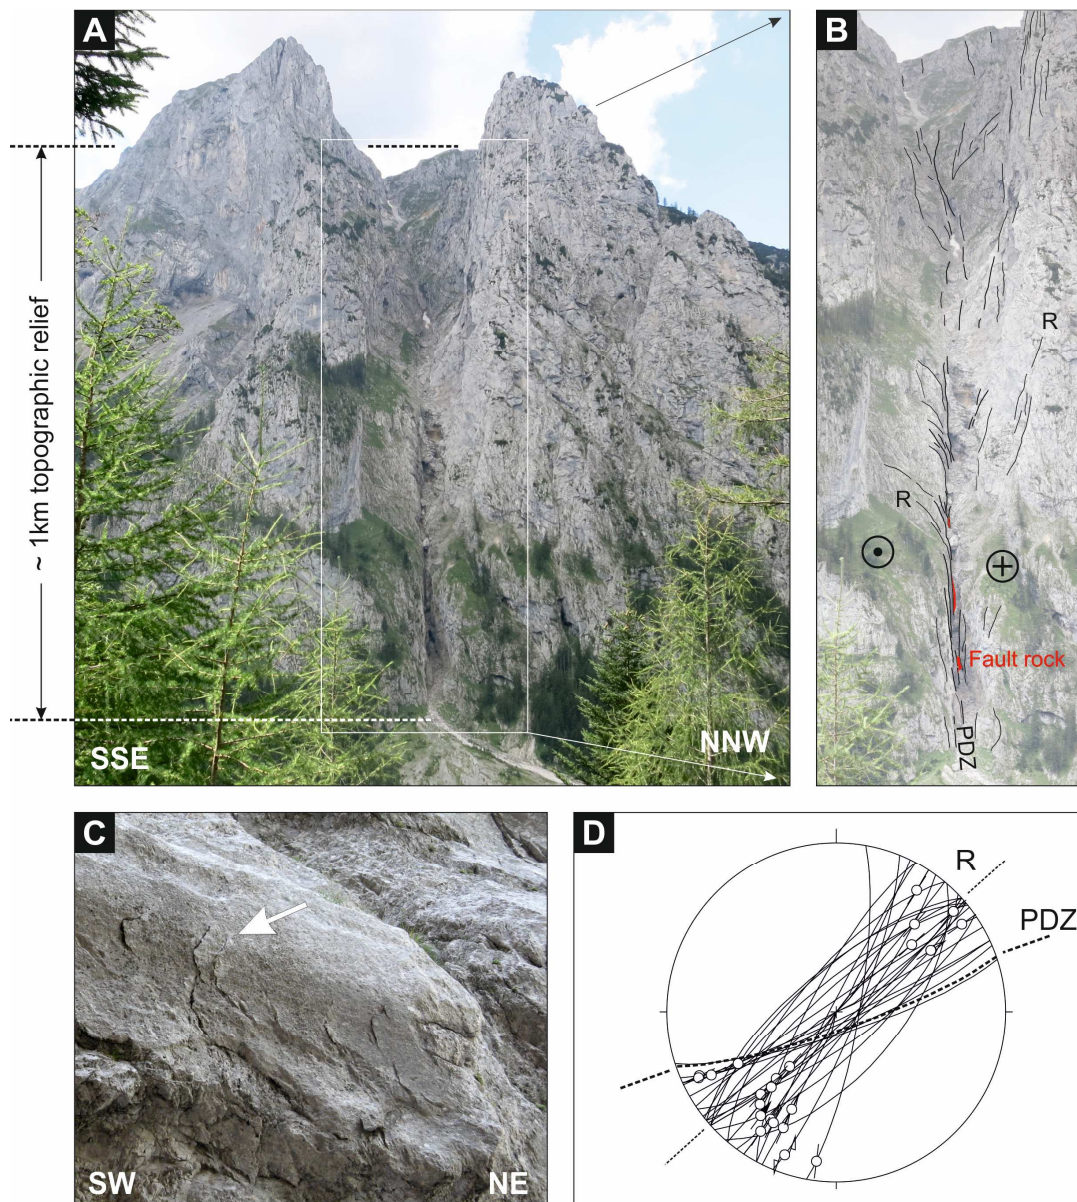 A
~ 1km topographic relief
SSE
NNW
B
R
R
Fault rock
PDZ
C
SW
NE
D
R
PDZ